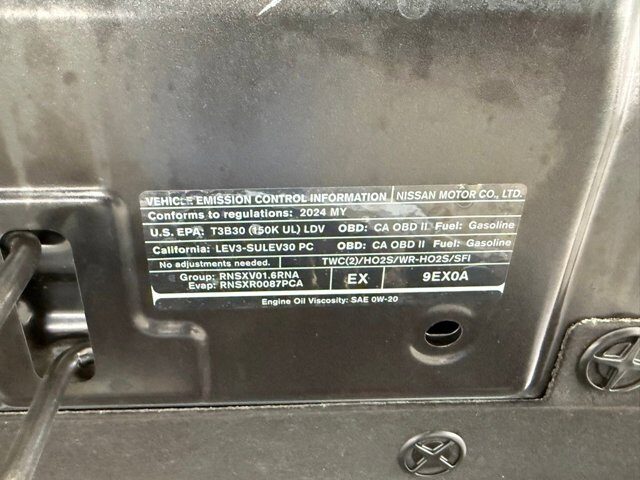 VEHICLE EMISSION CONTROL INFORMATION NISSAN MOTOR CO., LTD.
Conforms to regulations: 2024 MY
U.S. EPA: T3B30 (150K UL) LDV OBD: CA OBD II Fuel: Gasoline
California: LEV3-SULEV30 PC OBD: CA OBD II Fuel: Gasoline
No adjustments needed. TWC(2)/HO2S/WR-HO2S/SFI
Group: RNSXV01.6RNA
Evap: RNSXR0087PCA
EX 9EX0A
Engine Oil Viscosity: SAE 0W-20